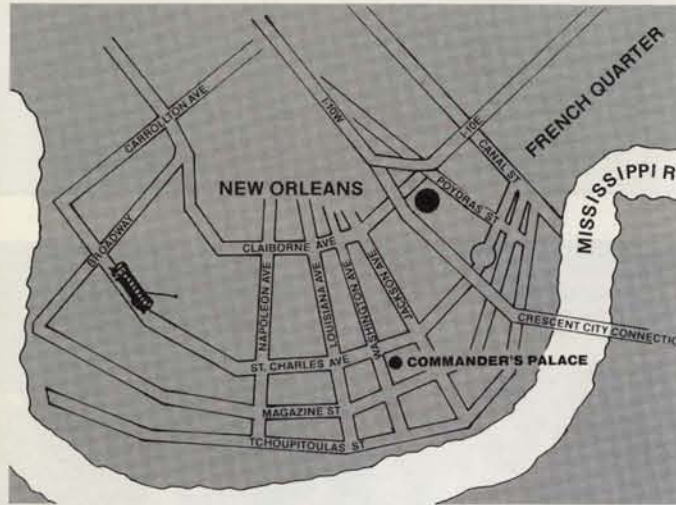 CARROLLTON AVE
I-10W
I-10E
CANAL ST
FRENCH QUARTER
MISSISSIPPI R
POYDRAS ST
NEW ORLEANS
BROADWAY
CLAIBORNE AVE
NAPOLEON AVE
LOUISIANA AVE
WASHINGTON AVE
JACKSON AVE
CRESCENT CITY CONNECTIO
ST. CHARLES AVE
COMMANDER'S PALACE
MAGAZINE ST
TCHOUPITOULAS ST